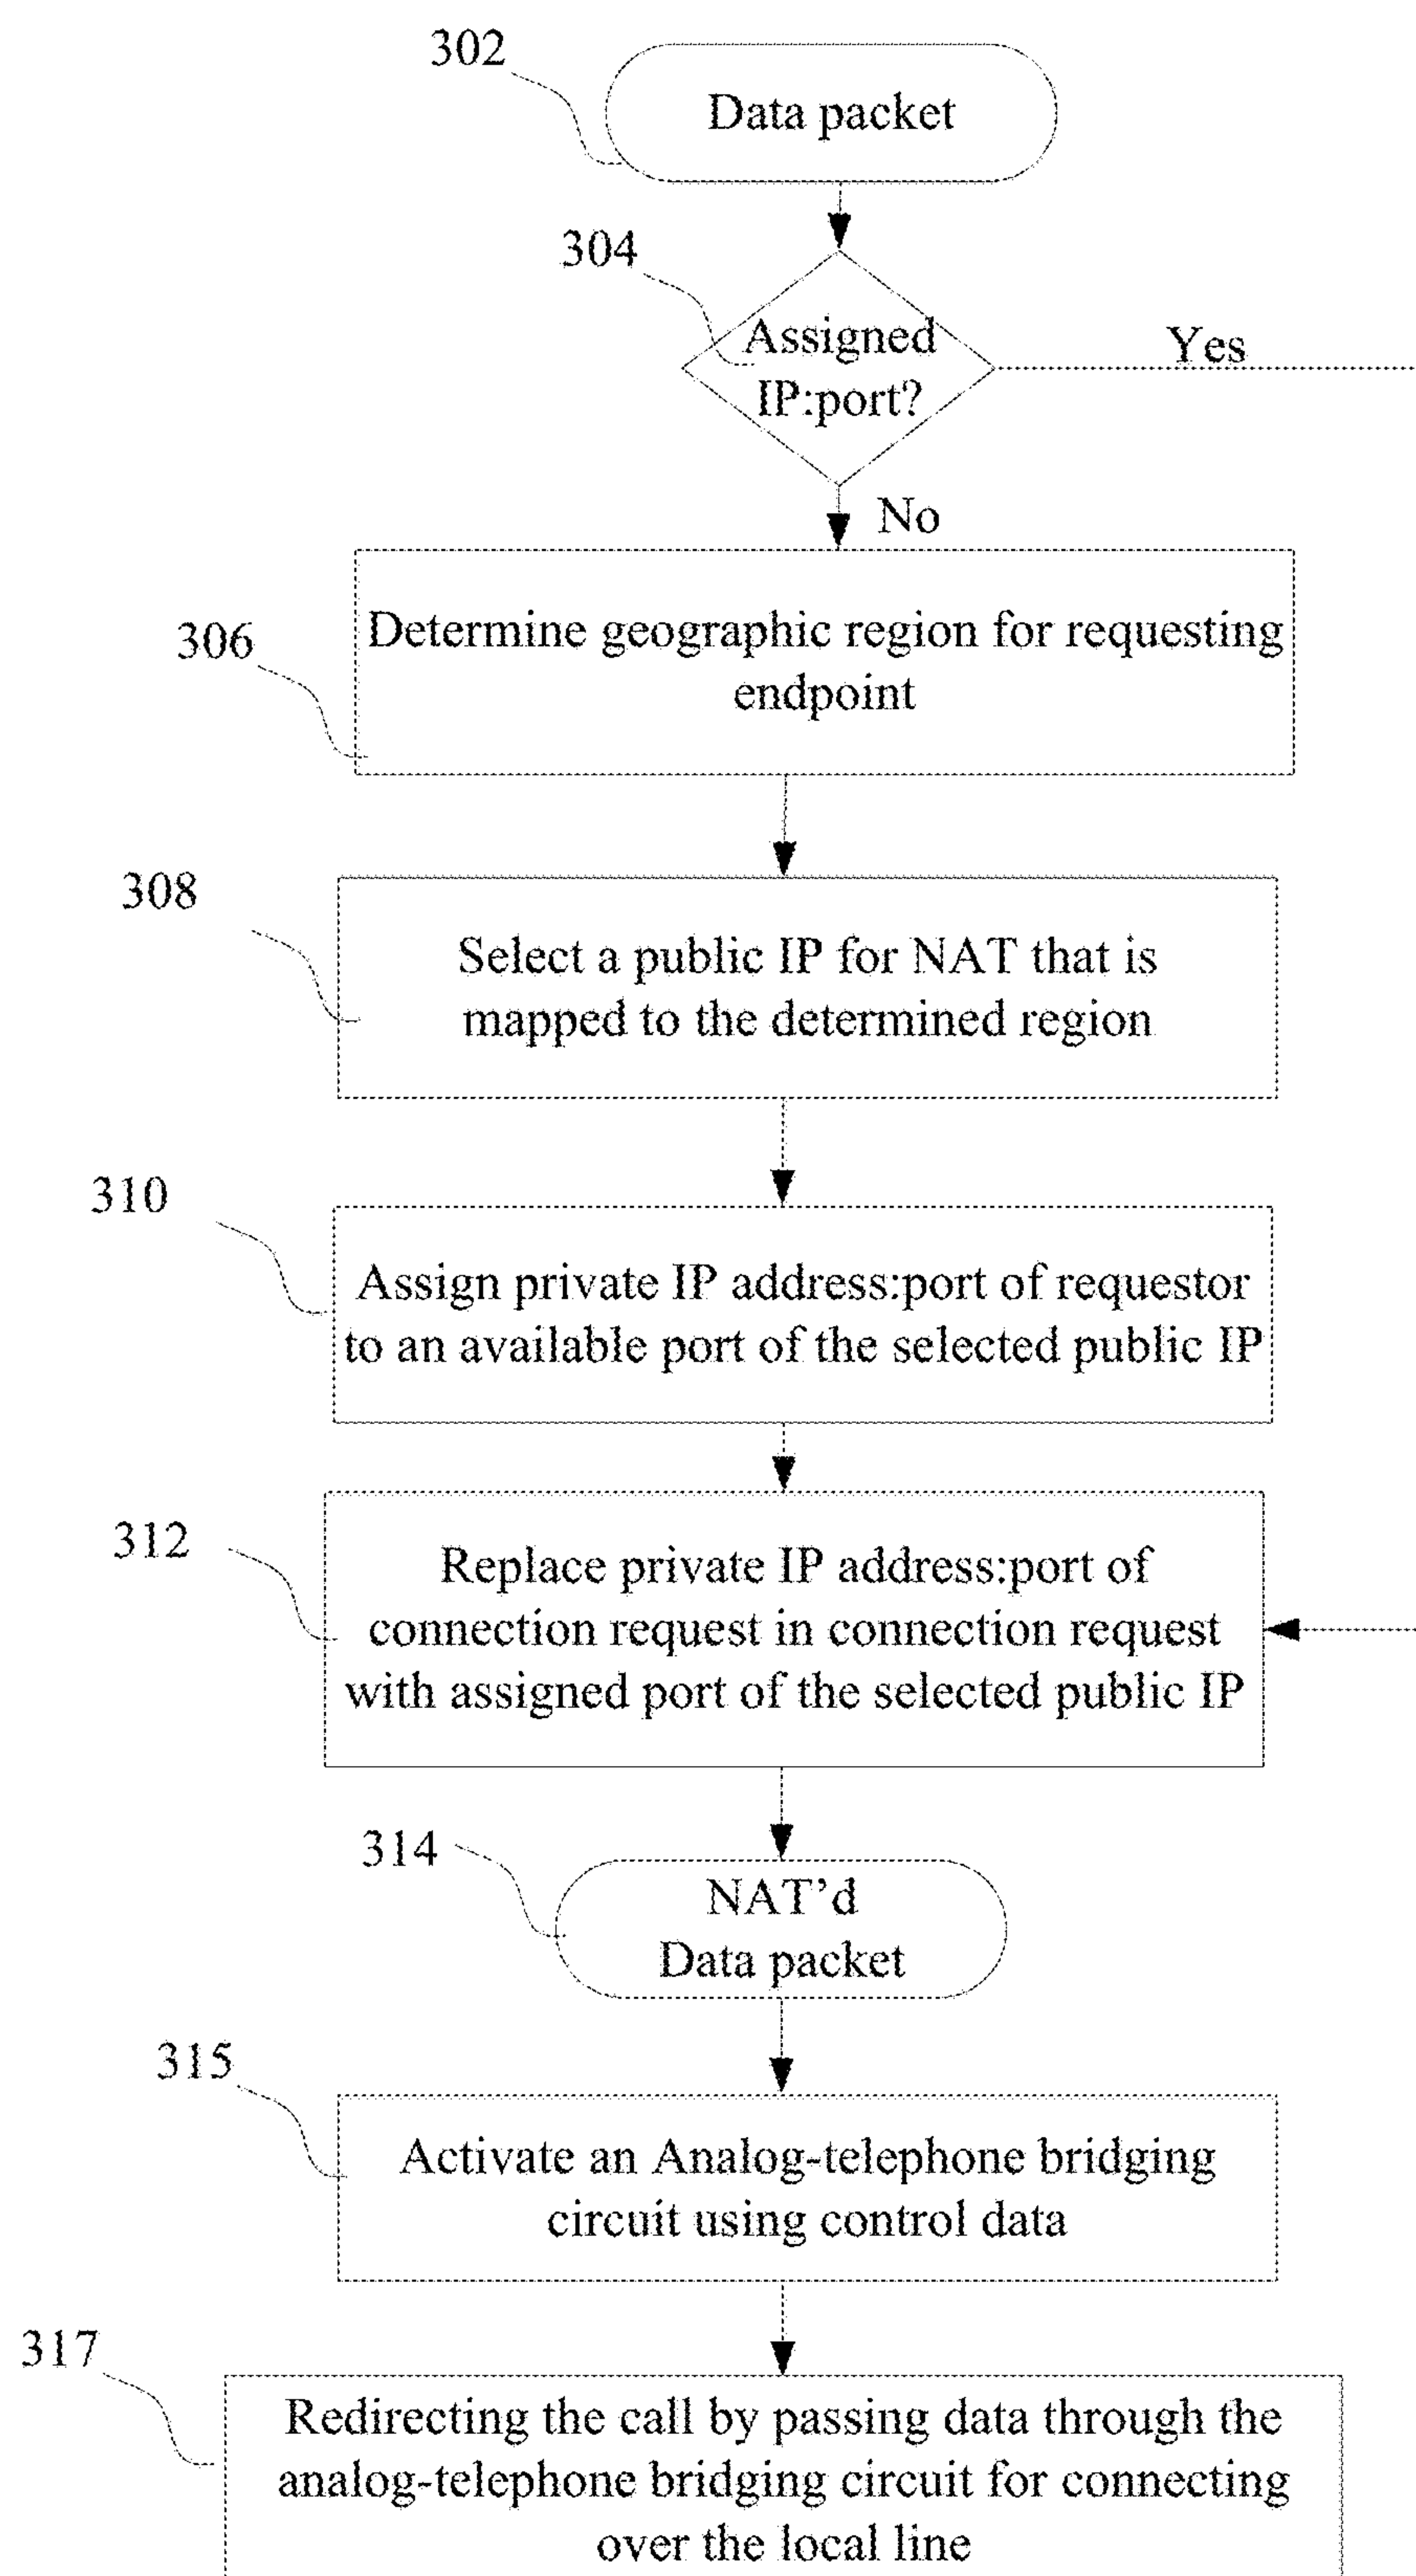 302
Data packet
304
Assigned
IP:port?
Yes
No
306
Determine geographic region for requesting
endpoint
308
Select a public IP for NAT that is
mapped to the determined region
310
Assign private IP address:port of requestor
to an available port of the selected public IP
312
Replace private IP address:port of
connection request in connection request
with assigned port of the selected public IP
314
NAT’d
Data packet
315
Activate an Analog-telephone bridging
circuit using control data
317
Redirecting the call by passing data through the
analog-telephone bridging circuit for connecting
over the local line